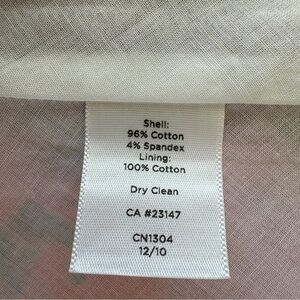 Shell:
96% Cotton
4% Spandex
Lining:
100% Cotton
Dry Clean
CA #23147
CN1304
12/10